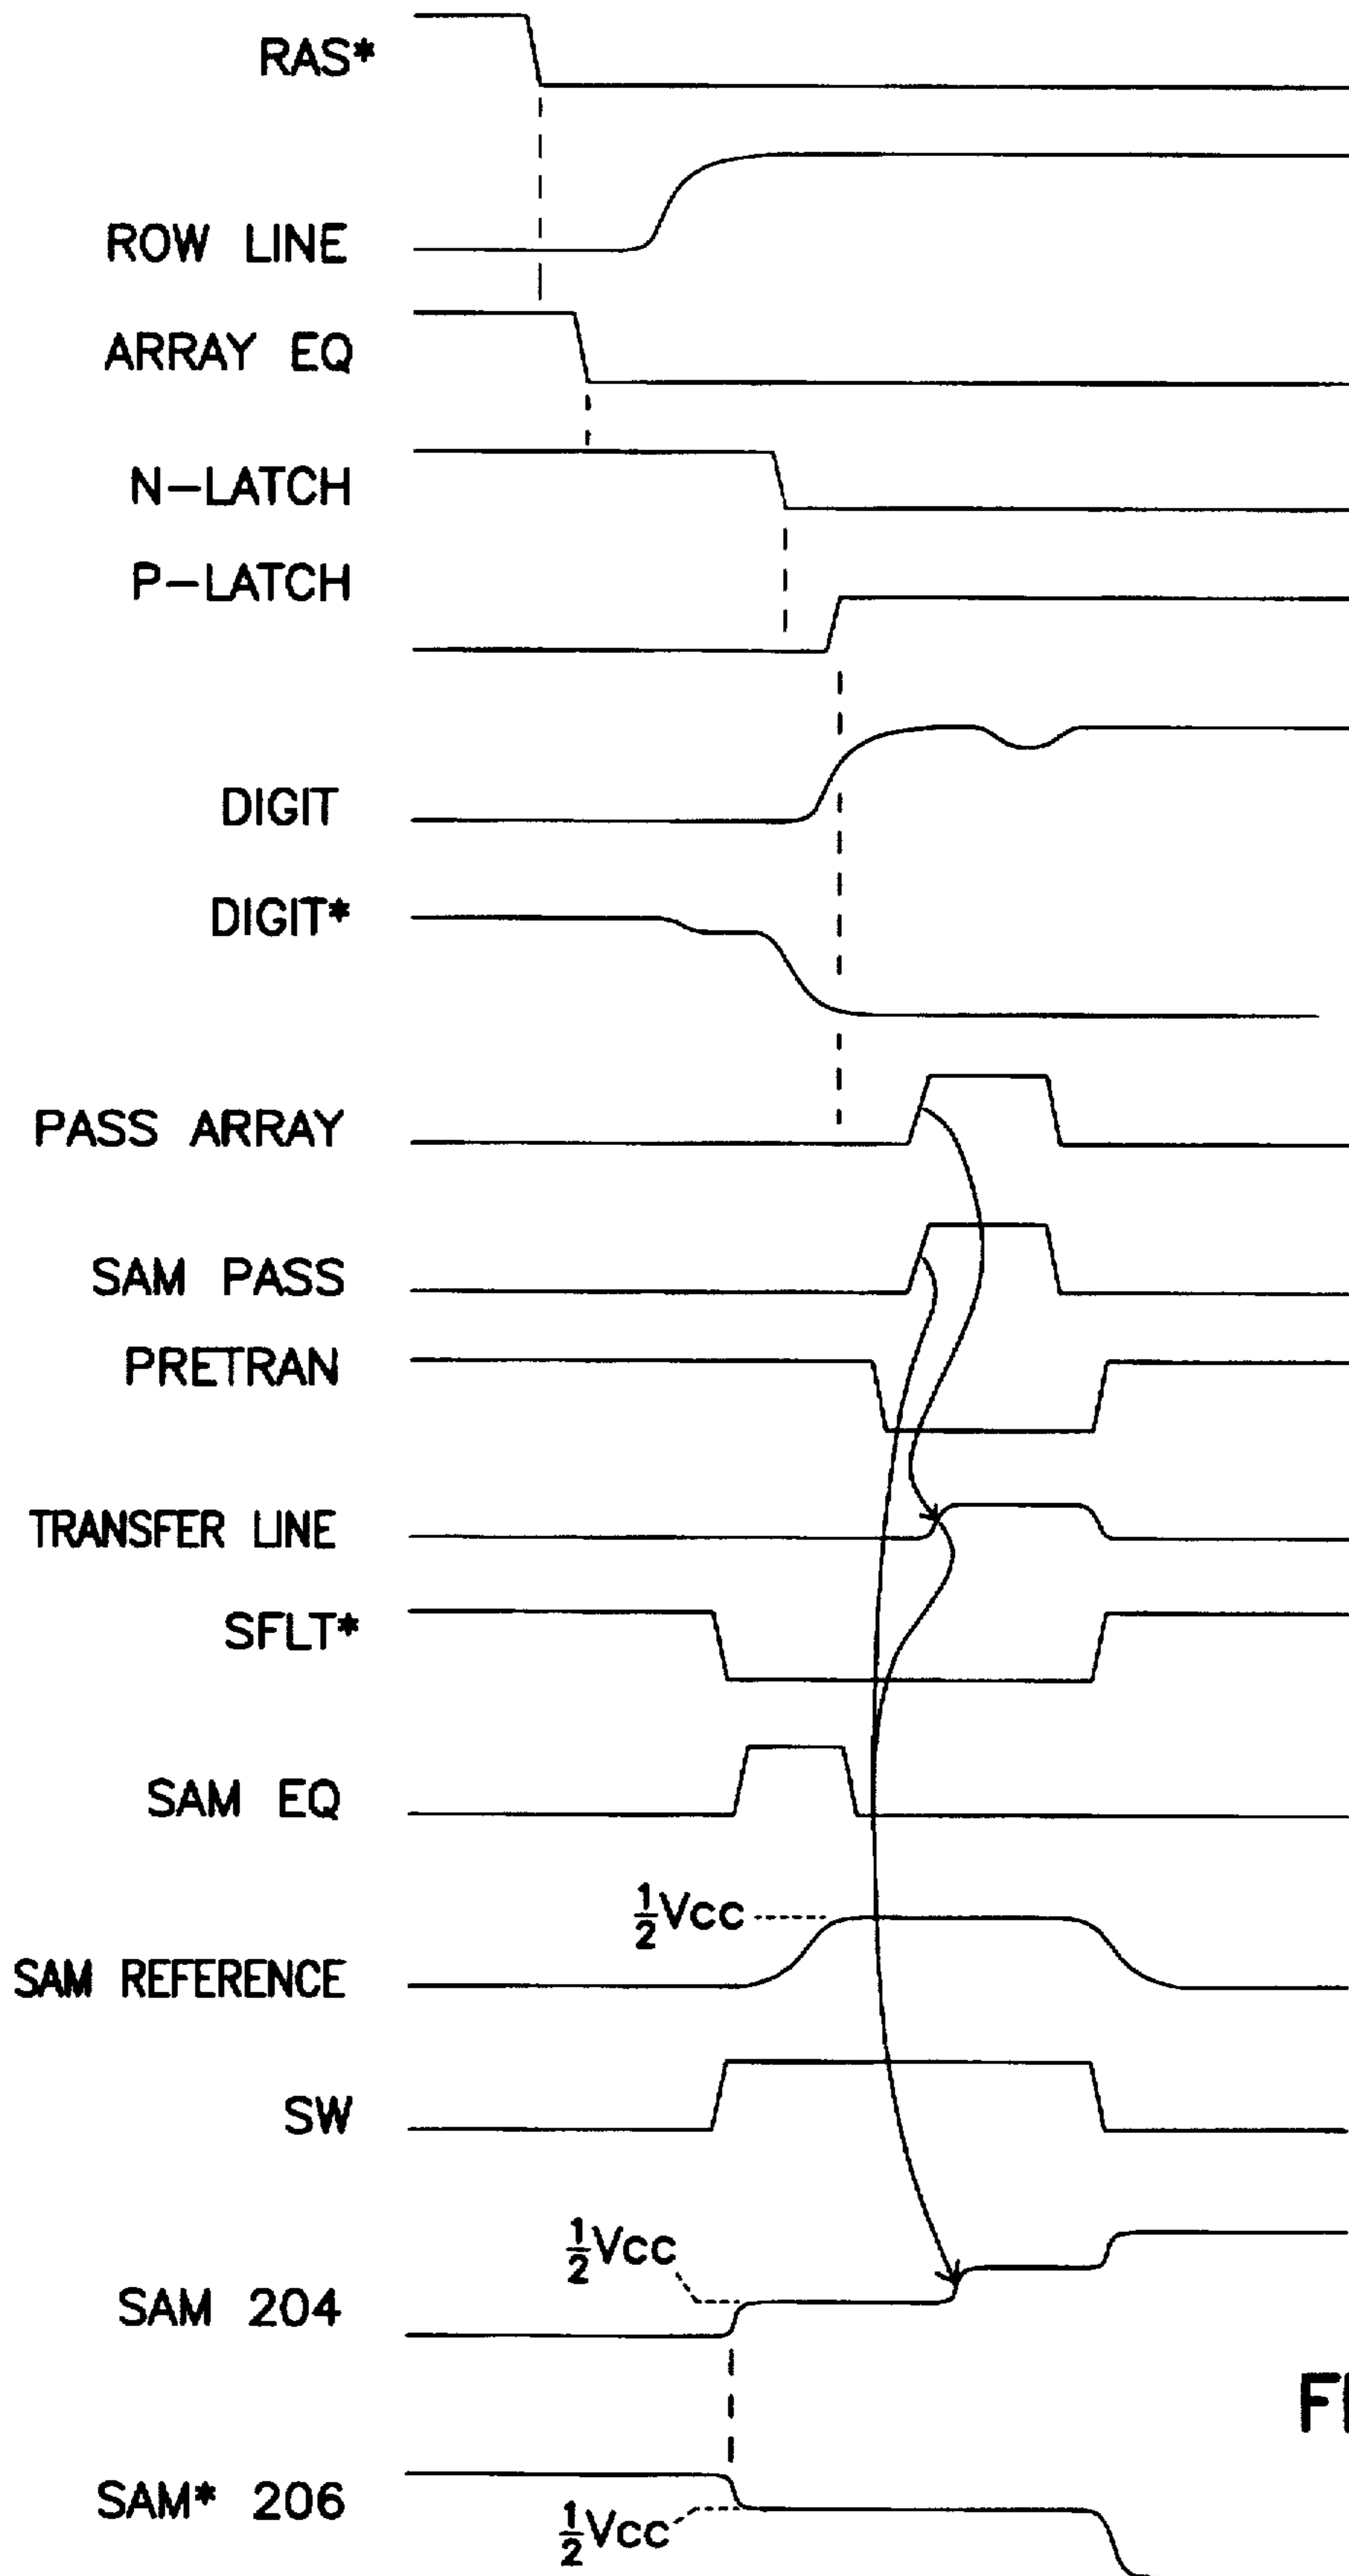 RAS*
ROW LINE
ARRAY EQ
N-LATCH
P-LATCH
DIGIT
DIGIT*
PASS ARRAY
SAM PASS
PRETRAN
TRANSFER LINE
SFLT*
SAM EQ
½Vcc
SAM REFERENCE
SW
½Vcc
SAM 204
SAM* 206
½Vcc